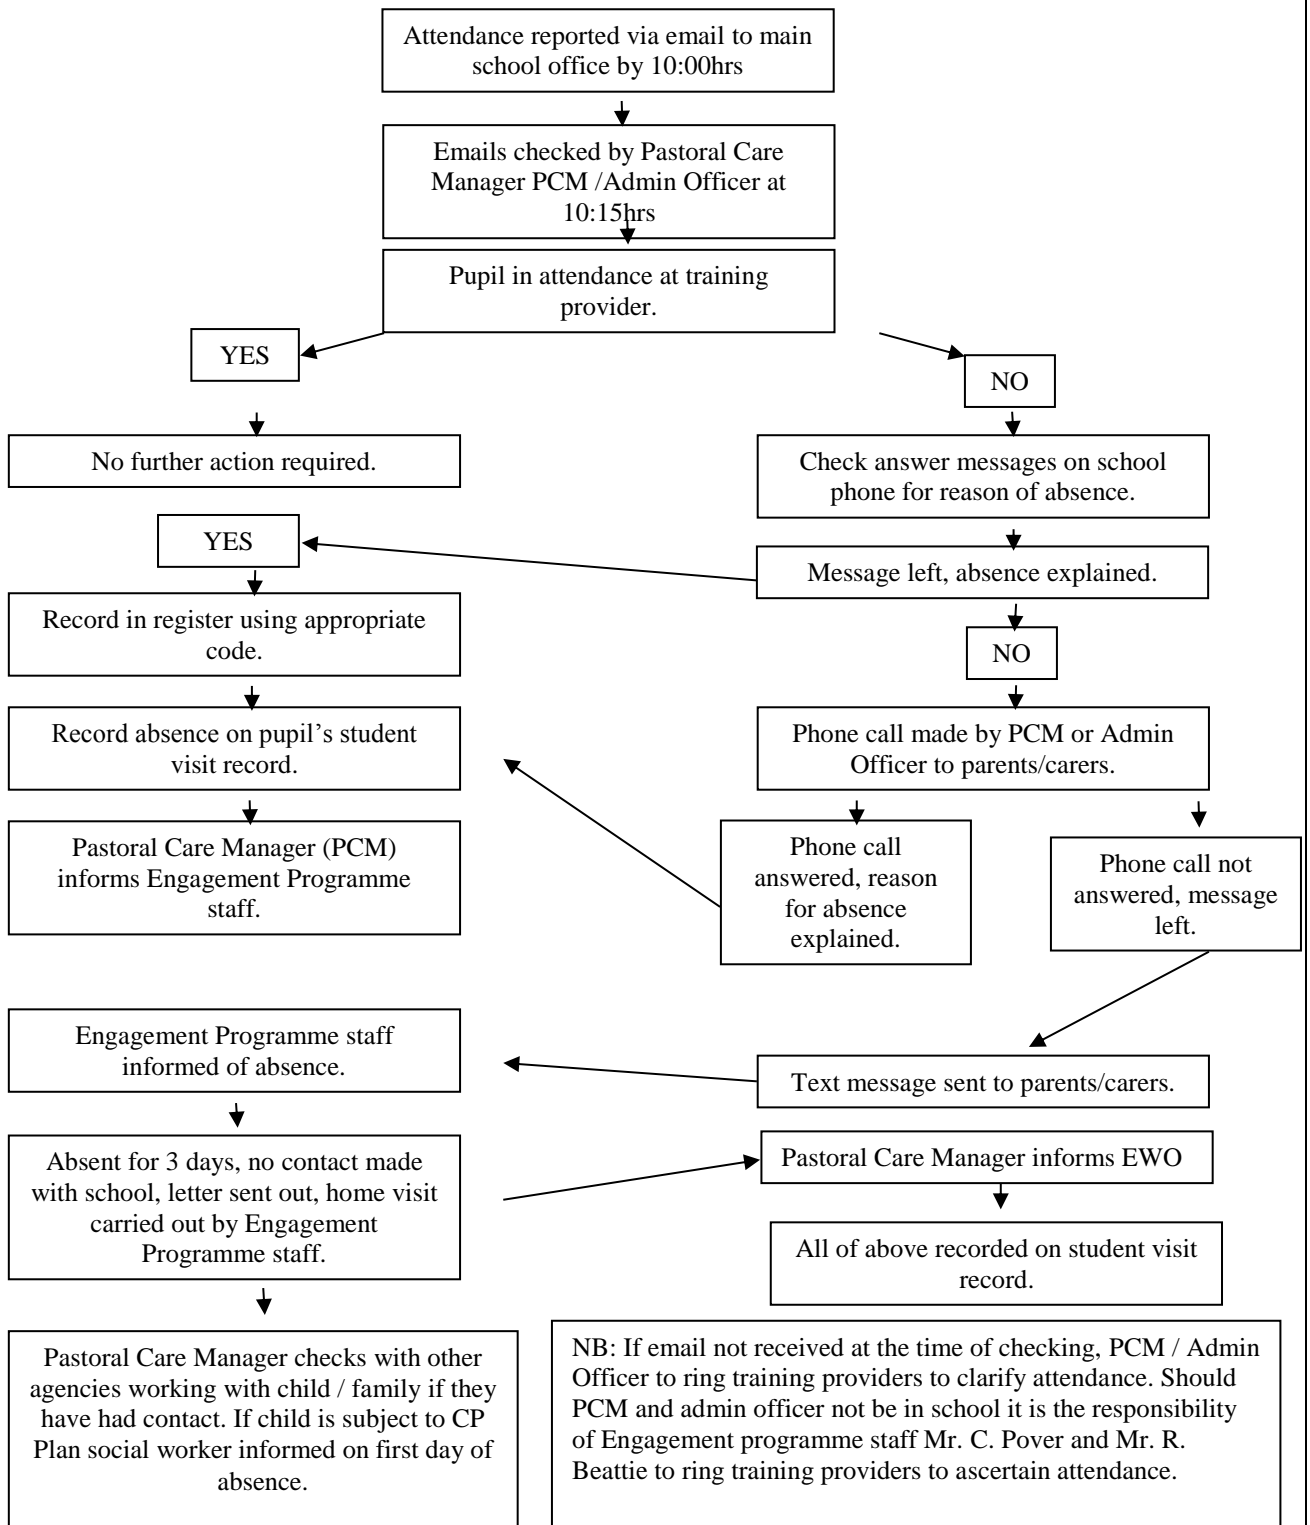 Attendance reported via email to main
school office by 10:00hrs
Emails checked by Pastoral Care
Manager PCM /Admin Officer at
10:15hrs
Pupil in attendance at training
provider.
YES
NO
No further action required.
Check answer messages on school
phone for reason of absence.
YES
Message left, absence explained.
Record in register using appropriate
code.
NO
Record absence on pupil’s student
visit record.
Phone call made by PCM or Admin
Officer to parents/carers.
Pastoral Care Manager (PCM)
informs Engagement Programme
staff.
Phone call
answered, reason
for absence
explained.
Phone call not
answered, message
left.
Engagement Programme staff
informed of absence.
Text message sent to parents/carers.
Absent for 3 days, no contact made
with school, letter sent out, home visit
carried out by Engagement
Programme staff.
Pastoral Care Manager informs EWO
All of above recorded on student visit
record.
Pastoral Care Manager checks with other
agencies working with child / family if they
have had contact. If child is subject to CP
Plan social worker informed on first day of
absence.
NB: If email not received at the time of checking, PCM / Admin
Officer to ring training providers to clarify attendance. Should
PCM and admin officer not be in school it is the responsibility
of Engagement programme staff Mr. C. Pover and Mr. R.
Beattie to ring training providers to ascertain attendance.